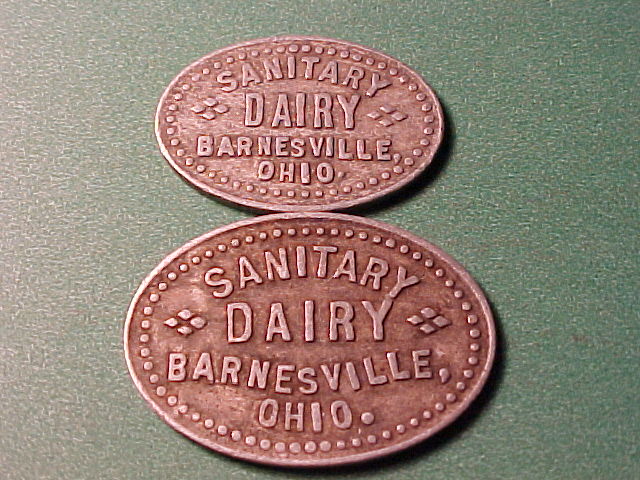 SANITARY
DAIRY
BARNESVILLE,
OHIO.
SANITARY
DAIRY
BARNESVILLE,
OHIO.